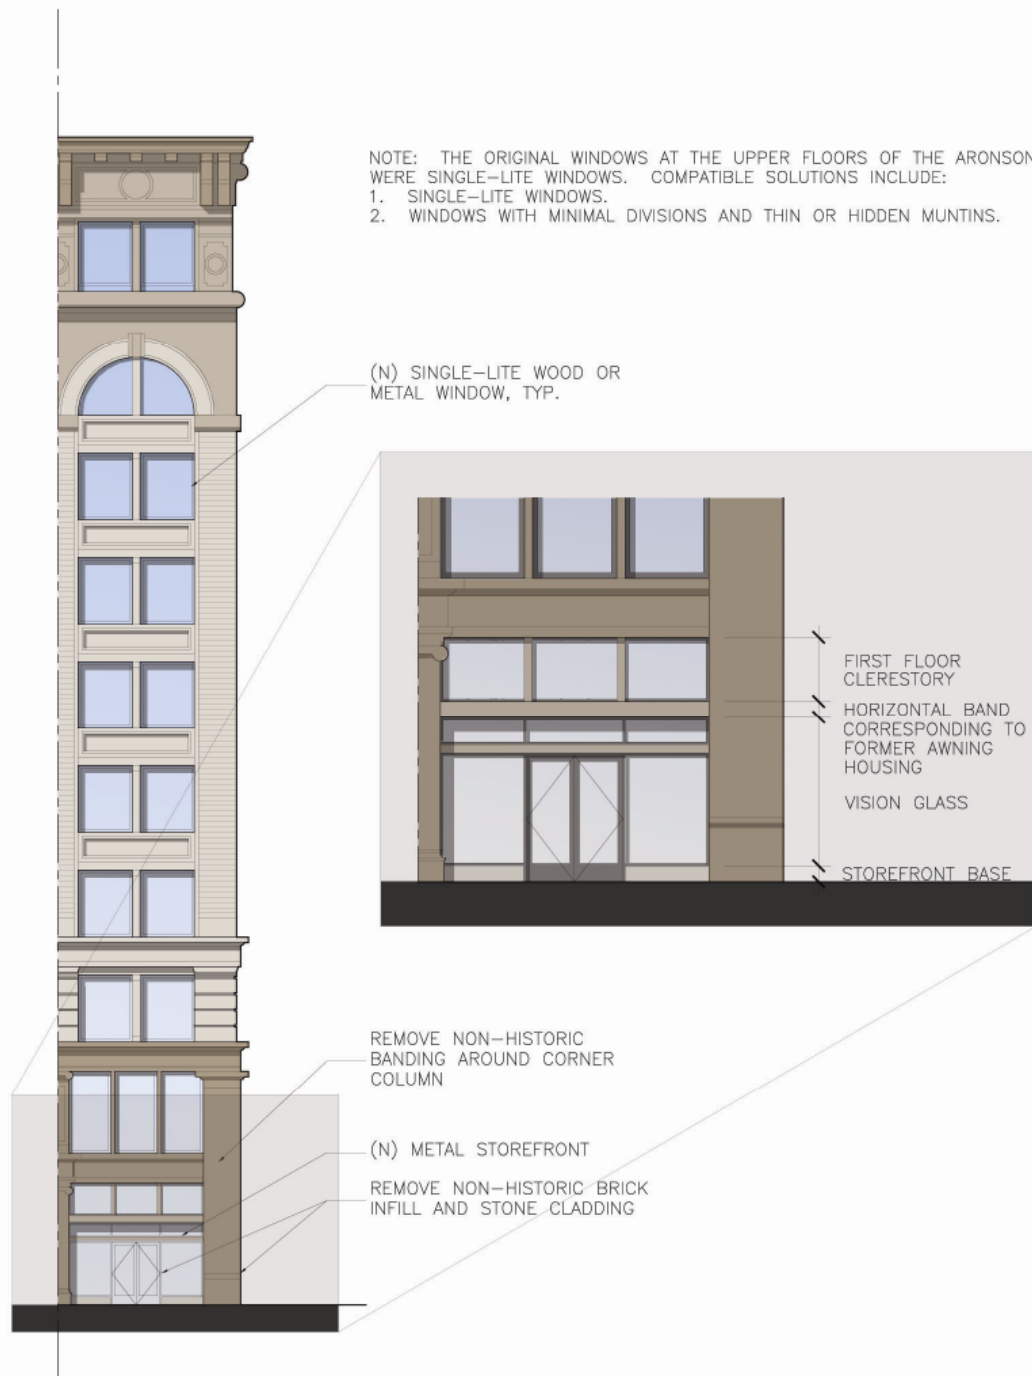 NOTE: THE ORIGINAL WINDOWS AT THE UPPER FLOORS OF THE ARONSON
WERE SINGLE-LITE WINDOWS. COMPATIBLE SOLUTIONS INCLUDE:
1. SINGLE-LITE WINDOWS.
2. WINDOWS WITH MINIMAL DIVISIONS AND THIN OR HIDDEN MUNTINS.
(N) SINGLE-LITE WOOD OR
METAL WINDOW, TYP.
FIRST FLOOR
CLERESTORY
HORIZONTAL BAND
CORRESPONDING TO
FORMER AWNING
HOUSING
VISION GLASS
STOREFRONT BASE
REMOVE NON-HISTORIC
BANDING AROUND CORNER
COLUMN
(N) METAL STOREFRONT
REMOVE NON-HISTORIC BRICK
INFILL AND STONE CLADDING